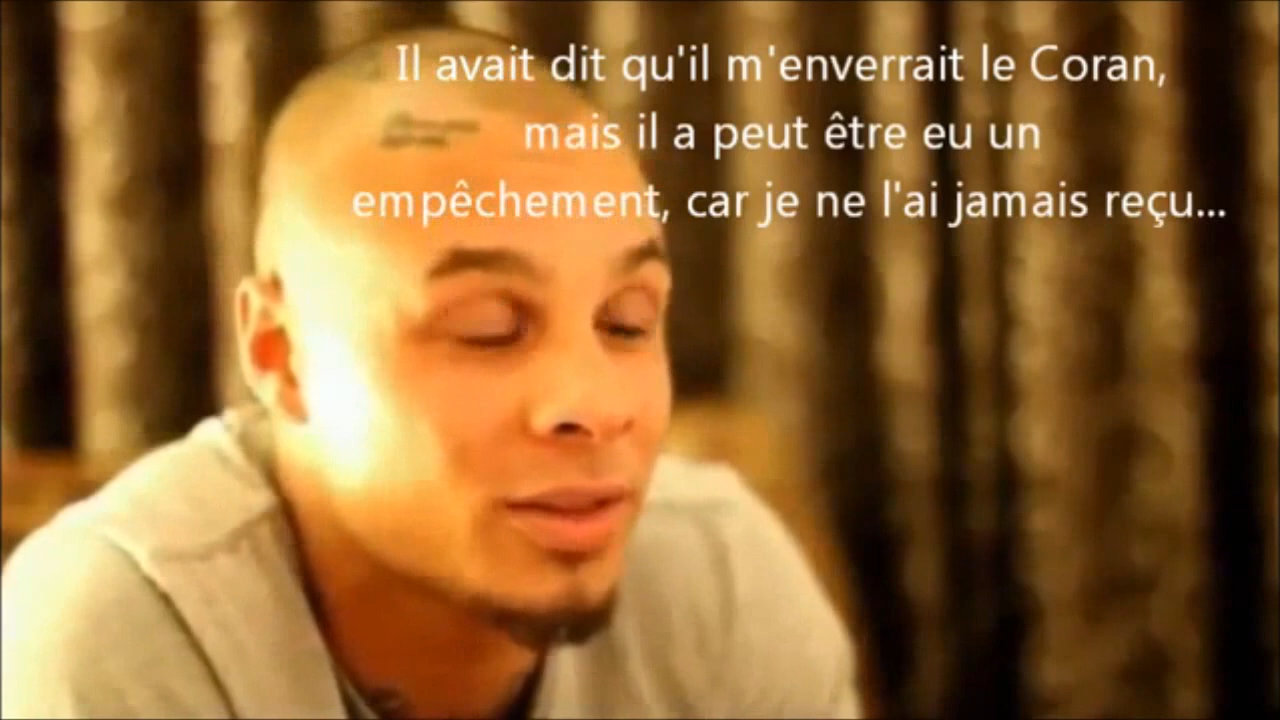 Il avait dit qu'il m'enverrait le Coran,
mais il a peut être eu un
empêchement, car je ne l'ai jamais reçu...